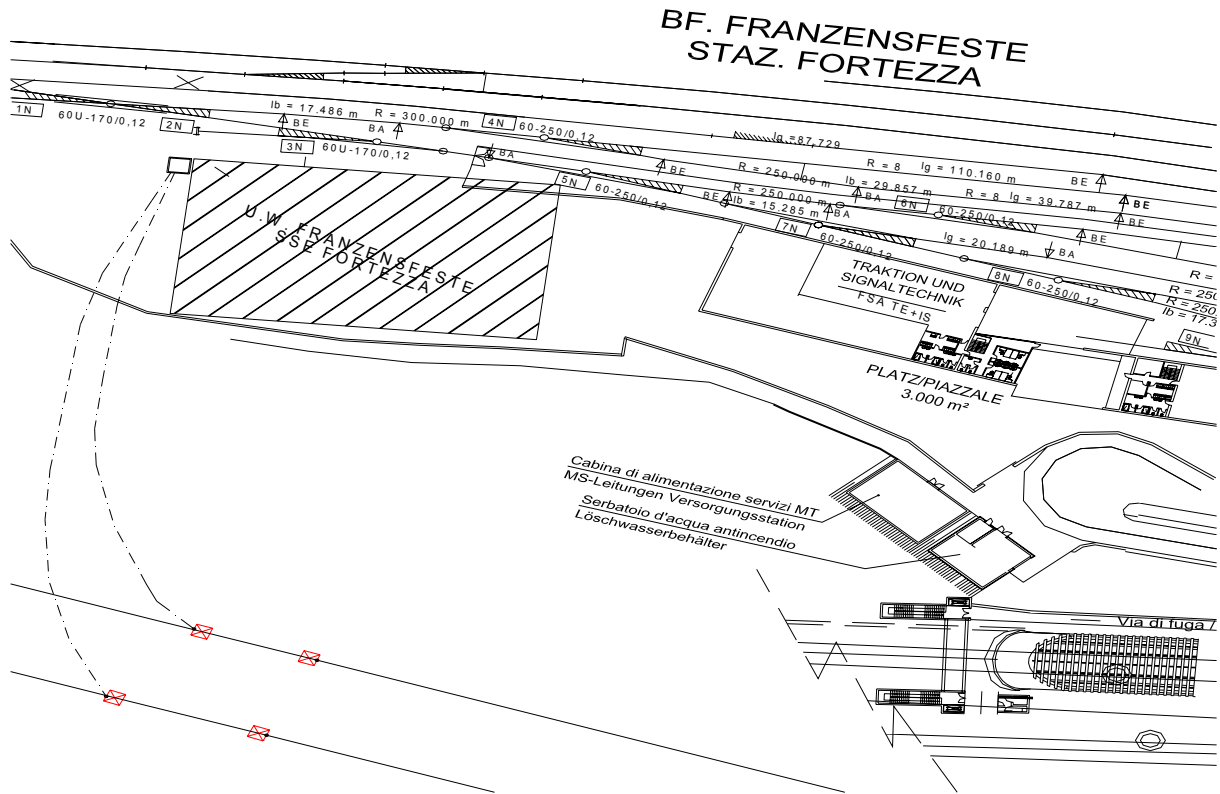 BF. FRANZENSFESTE
STAZ. FORTEZZA
1N
60U-170/0,12
2N
lb = 17.486 m
R = 300.000 m
BE
BA
3N
60U-170/0,12
4N
60-250/0,12
lg =87,729
BA
5N
60-250/0,12
BE
R = 8
lg = 110.160 m
BE
R = 250.000 m
lb = 29.857 m
R = 8
lg = 39.787 m
BE
BE
R = 250.000 m
lb = 15.285 m
BA
BA
6N
60-250/0,12
BE
BE
7N
60-250/0,12
lg = 20.189 m
BA
8N
60-250/0,12
R =
R = 250
R = 250.
lb = 17.3
9N
U.W. FRANZENSFESTE
SSE FORTEZZA
TRAKTION UND
SIGNALTECHNIK
FSA TE+IS
PLATZ/PIAZZALE
3.000 m²
Cabina di alimentazione servizi MT
MS-Leitungen Versorgungsstation
Serbatoio d'acqua antincendio
Löschwasserbehälter
Via di fuga /